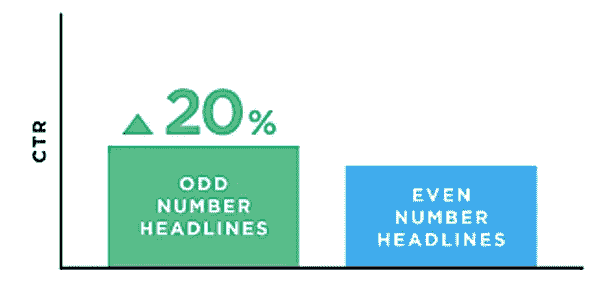 CTR
▲ 20%
ODD
NUMBER
HEADLINES
EVEN
NUMBER
HEADLINES